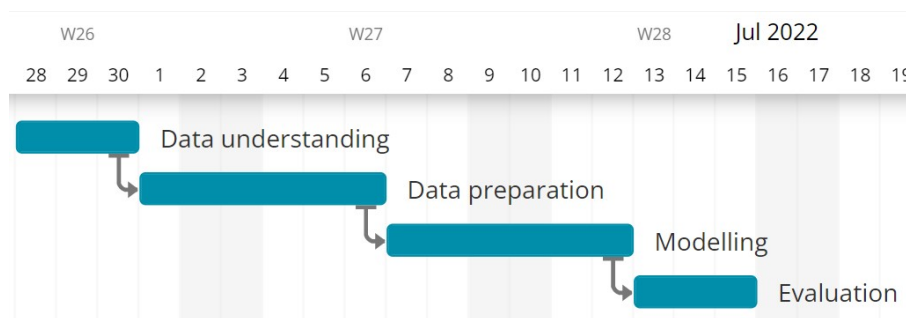 W26 W27 W28 Jul 2022
28 29 30 1 2 3 4 5 6 7 8 9 10 11 12 13 14 15 16 17 18 19
Data understanding
Data preparation
Modelling
Evaluation